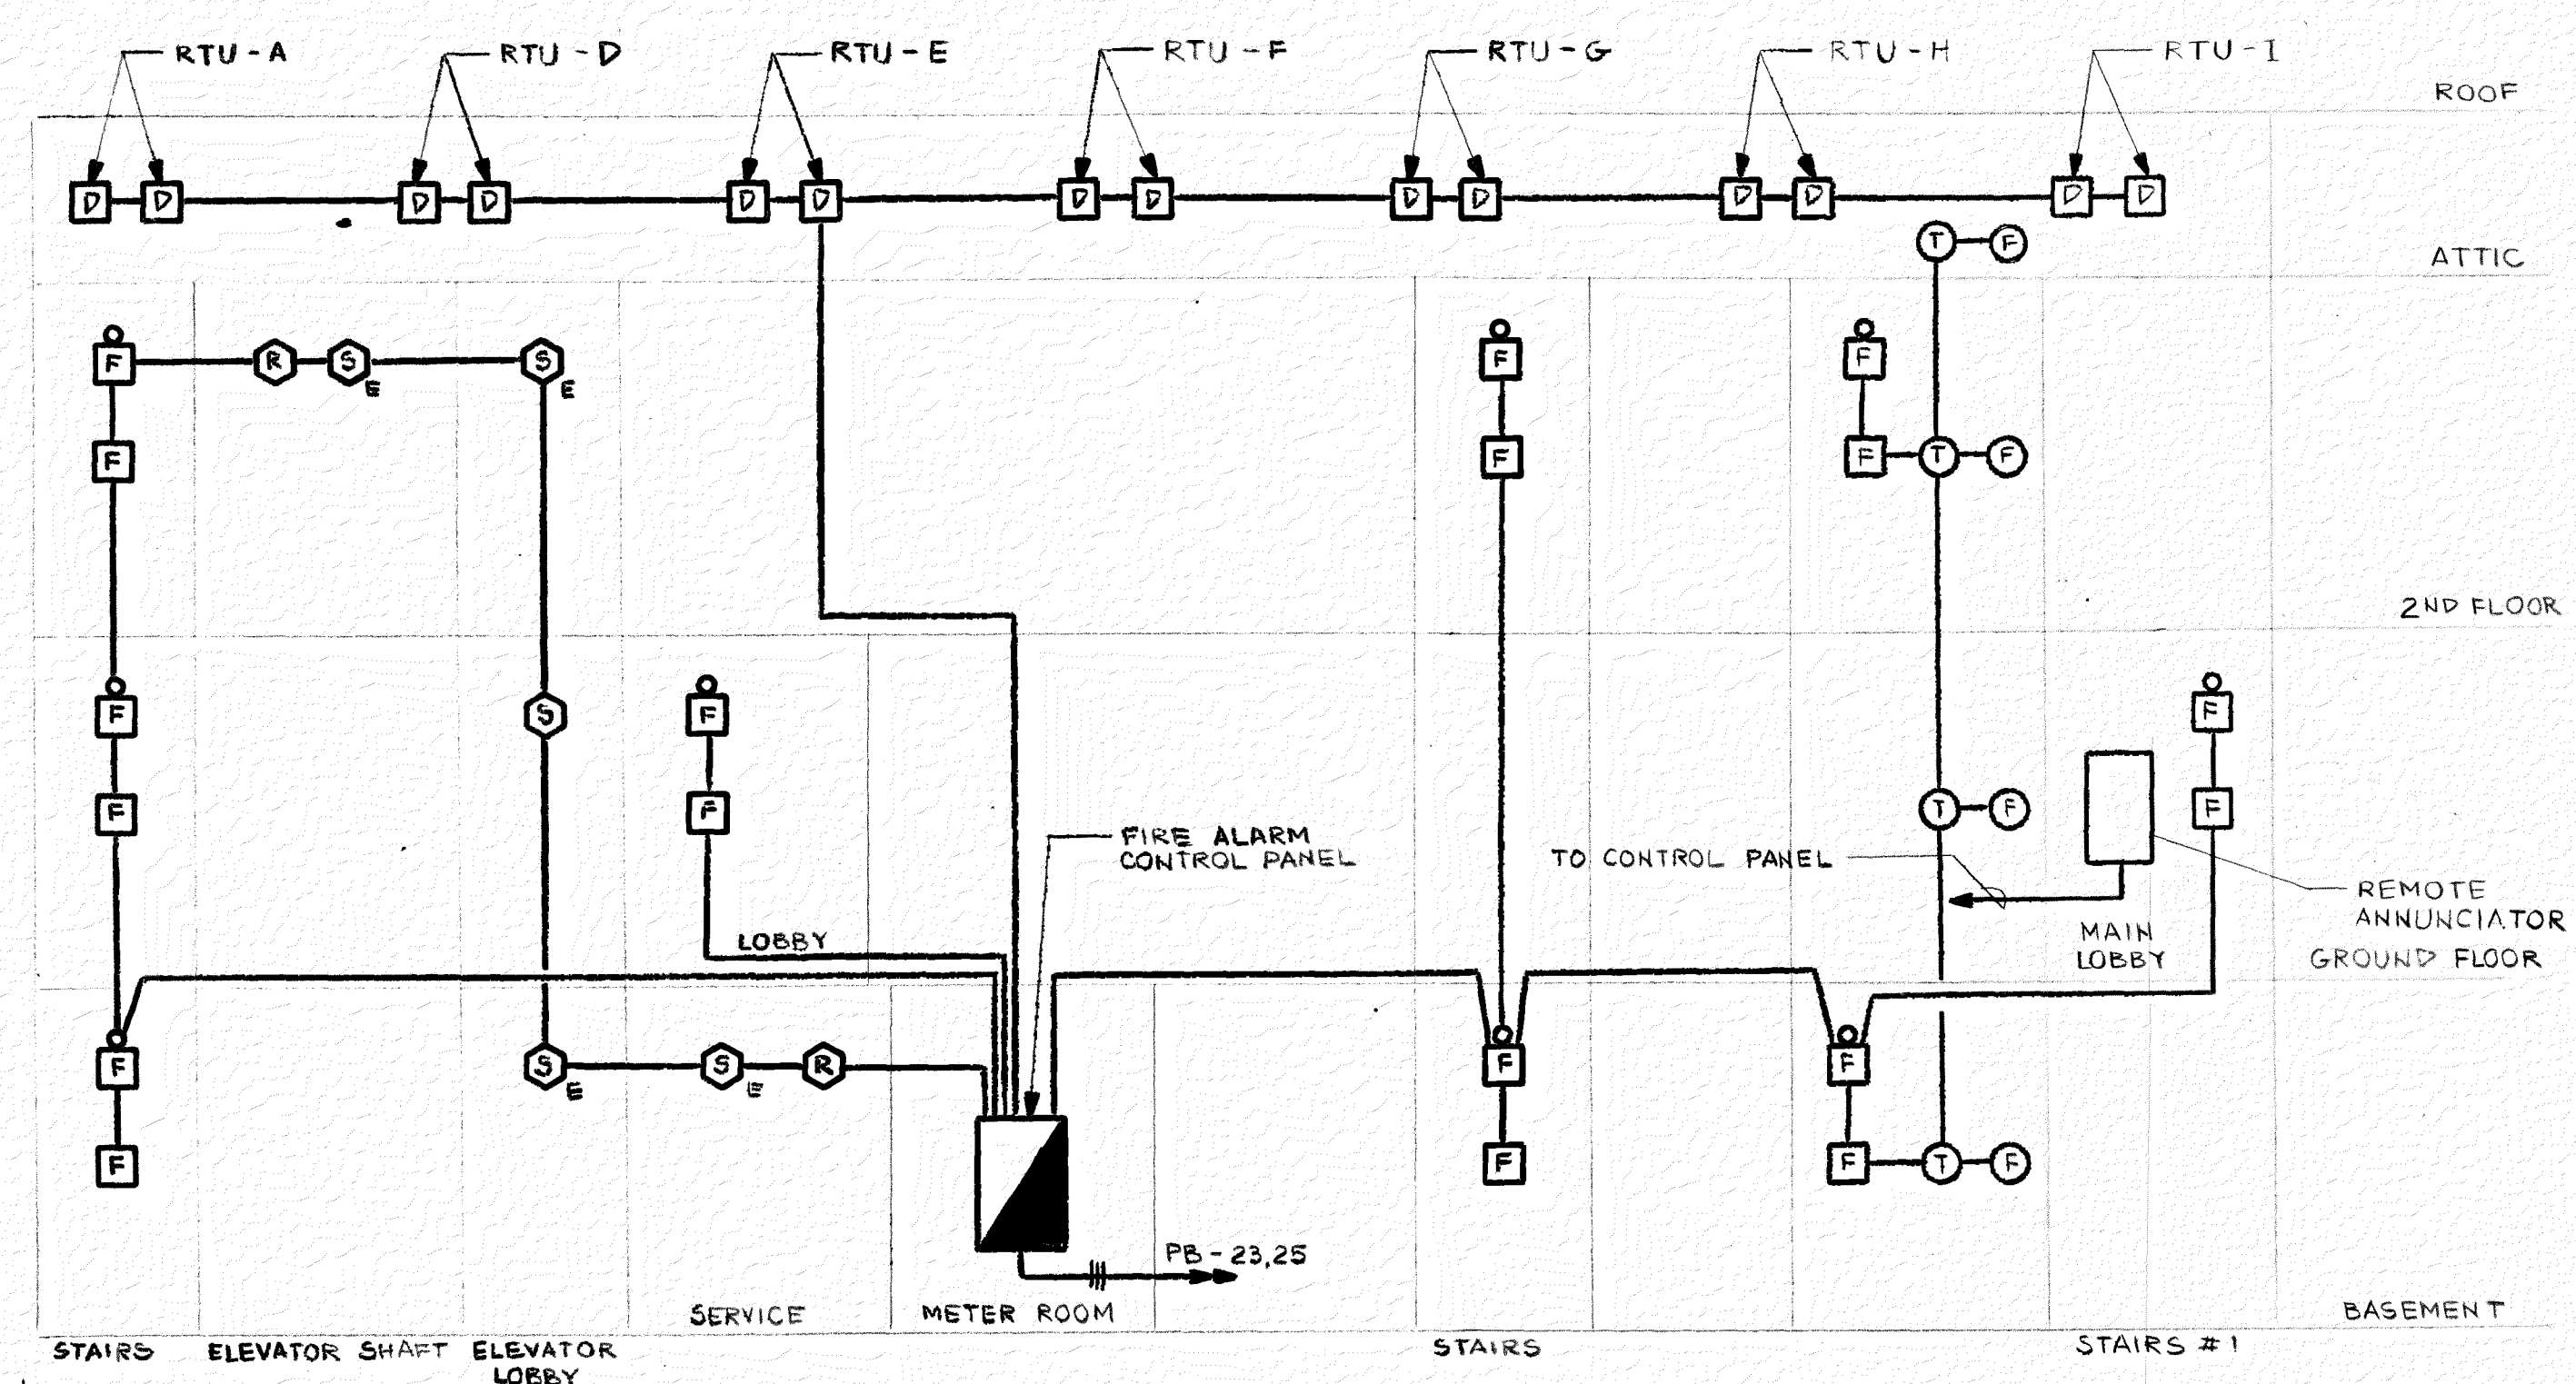 RTU-A
RTU-D
RTU-E
RTU-F
RTU-G
RTU-H
RTU-I
ROOF
D D D D D D D D D D D D D D
T F
ATTIC
F R S E S E F F
F F F T F
2ND FLOOR
F S F F
F F T F F
FIRE ALARM
CONTROL PANEL
TO CONTROL PANEL
REMOTE
ANNUNCIATOR
LOBBY
MAIN
LOBBY
GROUND FLOOR
F S E S E R F F
F F F T F
PB-23,25
SERVICE
METER ROOM
BASEMENT
STAIRS
ELEVATOR SHAFT
ELEVATOR
LOBBY
STAIRS
STAIRS #1